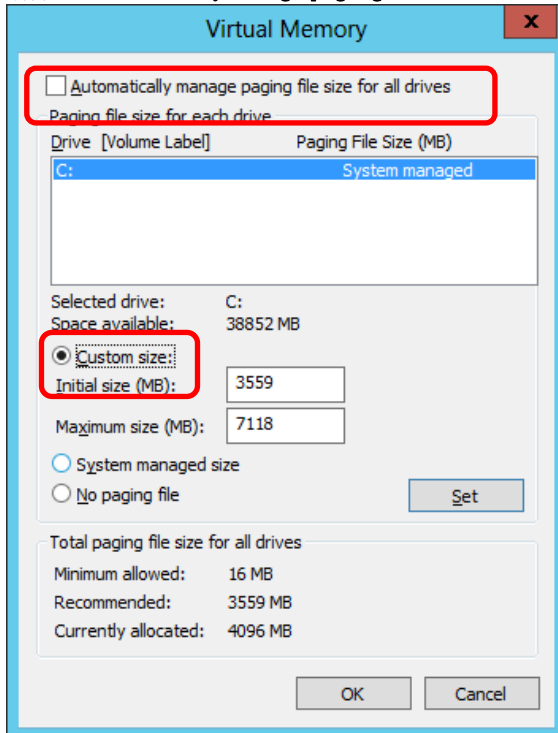 Virtual Memory
x
Automatically manage paging file size for all drives
Paging file size for each drive
Drive [Volume Label] Paging File Size (MB)
C: System managed
Selected drive: C:
Space available: 38852 MB
Custom size:
Initial size (MB): 3559
Maximum size (MB): 7118
System managed size
No paging file Set
Total paging file size for all drives
Minimum allowed: 16 MB
Recommended: 3559 MB
Currently allocated: 4096 MB
OK Cancel